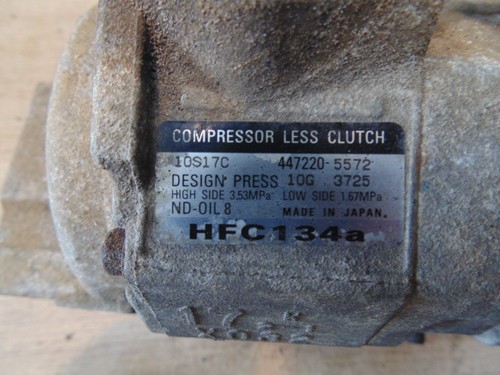 COMPRESSOR LESS CLUTCH
10S17C 447220-5572
DESIGN PRESS 10G 3725
HIGH SIDE 3.53MPa LOW SIDE 1.67MPa
ND-OIL 8 MADE IN JAPAN.
HFC134a